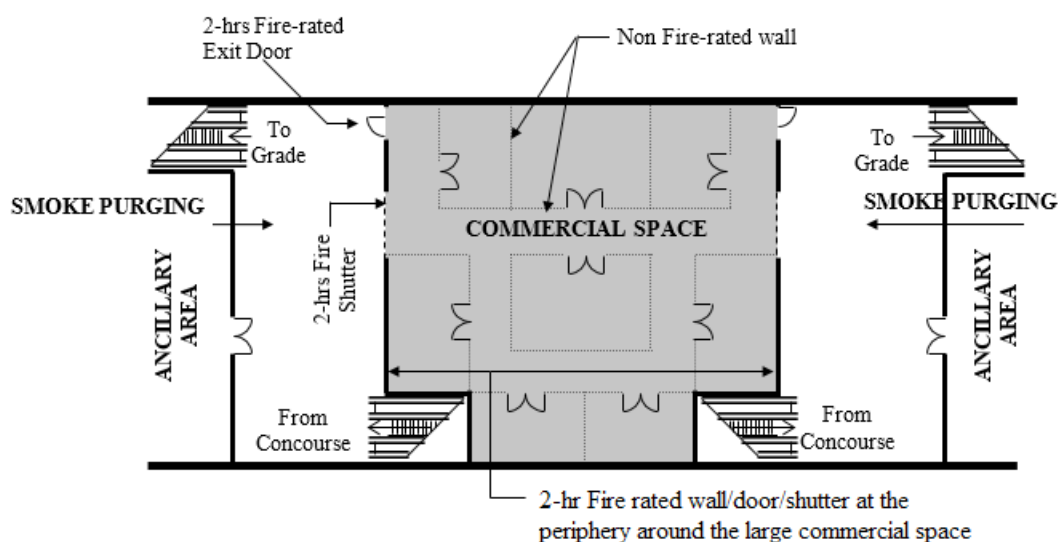 2-hrs Fire-rated
Exit Door
Non Fire-rated wall
To
Grade
To
Grade
SMOKE PURGING
SMOKE PURGING
COMMERCIAL SPACE
2-hrs Fire
Shutter
ANCILLARY
AREA
ANCILLARY
AREA
From
Concourse
From
Concourse
2-hr Fire rated wall/door/shutter at the
periphery around the large commercial space